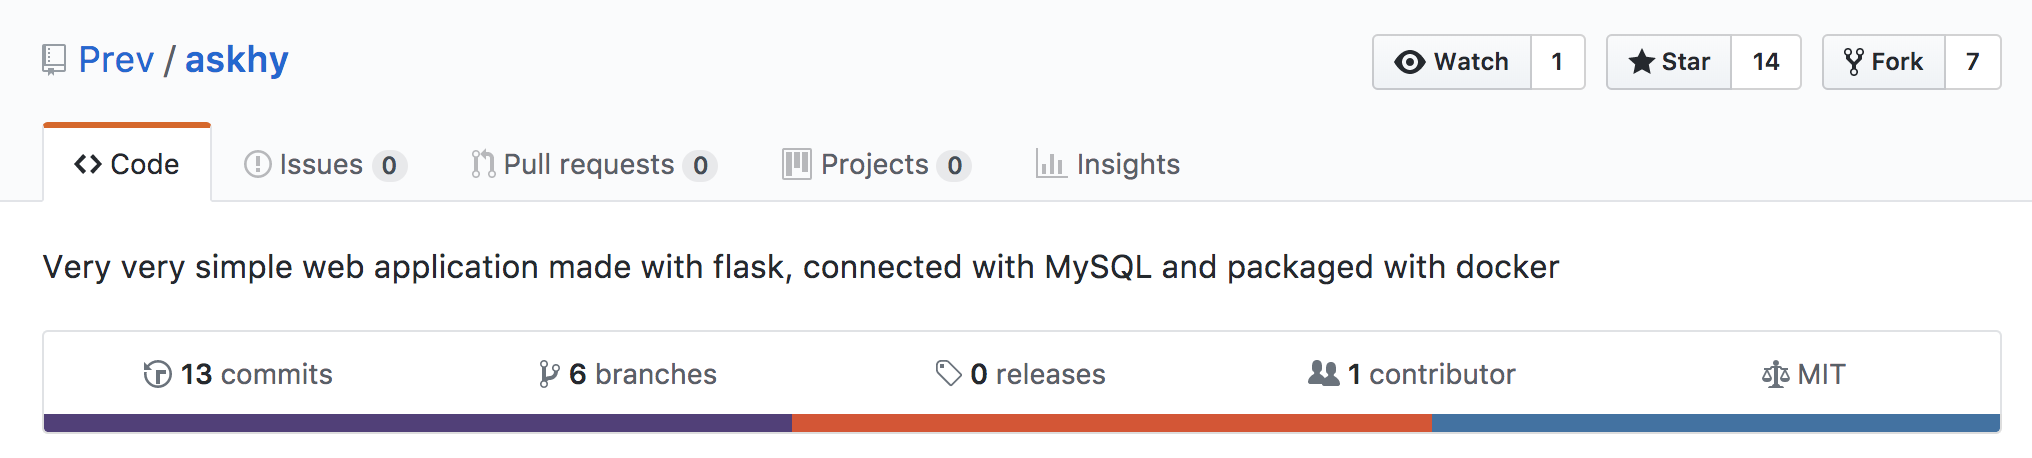 Prev / askhy
Watch 1 Star 14 Fork 7
Code Issues 0 Pull requests 0 Projects 0 Insights
Very very simple web application made with flask, connected with MySQL and packaged with docker
13 commits 6 branches 0 releases 1 contributor MIT